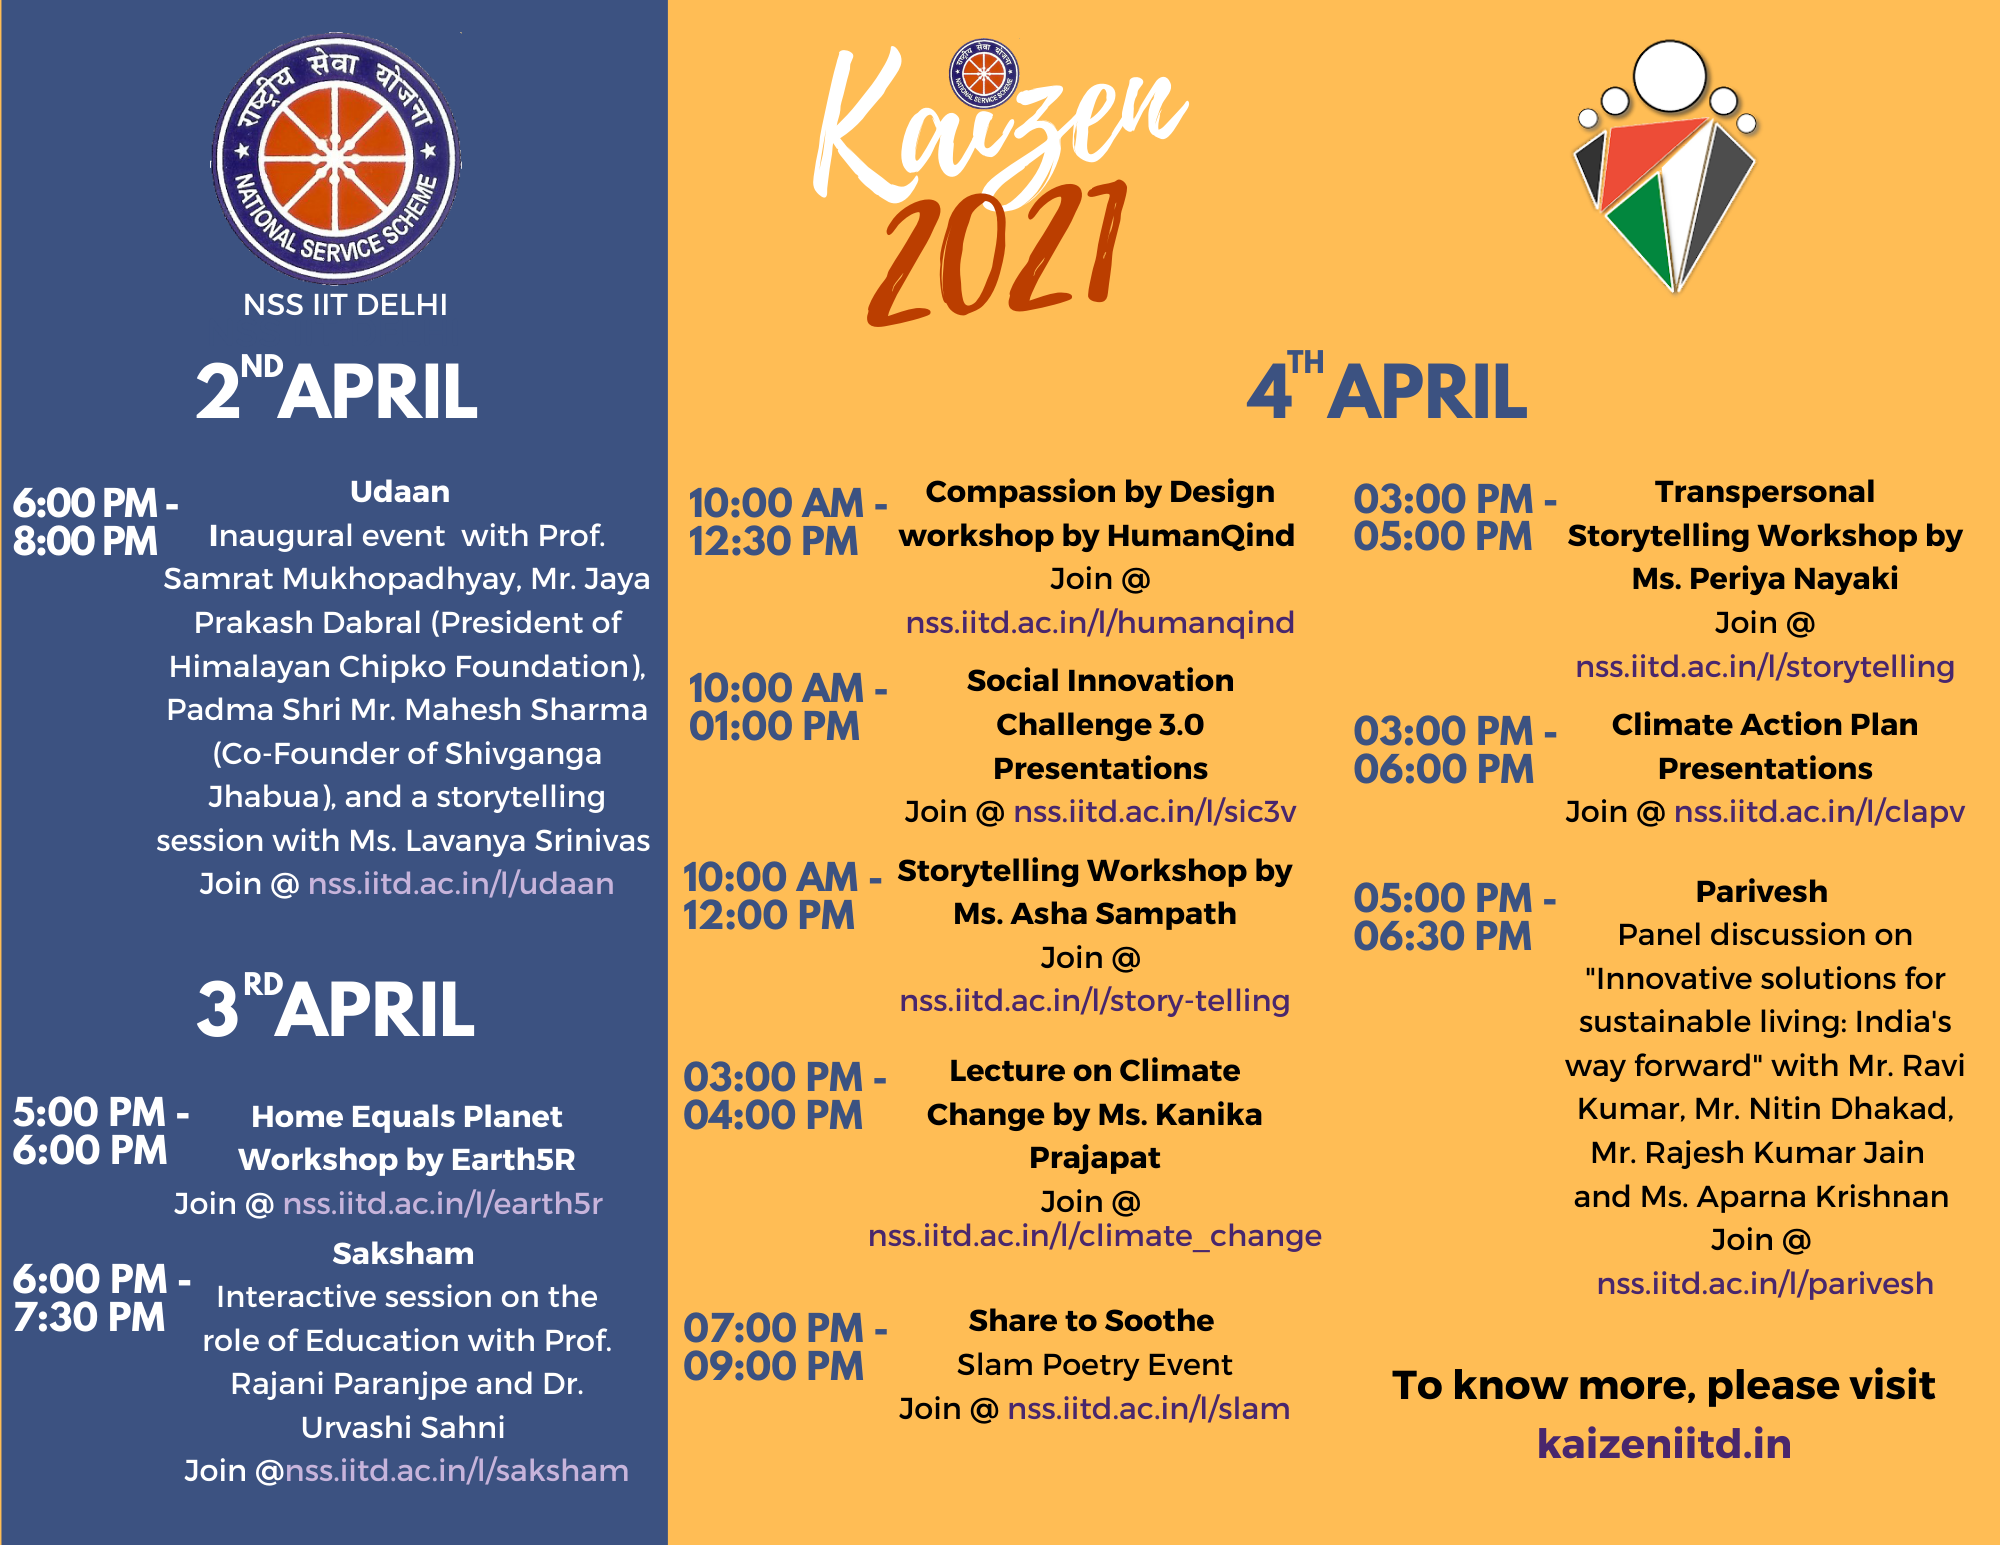 राष्ट्रीय सेवा योजना
NATIONAL SERVICE SCHEME
NSS IIT DELHI
2ND APRIL
6:00 PM -
8:00 PM
Udaan
Inaugural event with Prof.
Samrat Mukhopadhyay, Mr. Jaya
Prakash Dabral (President of
Himalayan Chipko Foundation),
Padma Shri Mr. Mahesh Sharma
(Co-Founder of Shivganga
Jhabua), and a storytelling
session with Ms. Lavanya Srinivas
Join @ nss.iitd.ac.in/l/udaan
3RD APRIL
5:00 PM -
6:00 PM
Home Equals Planet
Workshop by Earth5R
Join @ nss.iitd.ac.in/l/earth5r
6:00 PM -
7:30 PM
Saksham
Interactive session on the
role of Education with Prof.
Rajani Paranjpe and Dr.
Urvashi Sahni
Join @nss.iitd.ac.in/l/saksham
राष्ट्रीय सेवा योजना
NATIONAL SERVICE SCHEME
Kaizen
2021
4TH APRIL
10:00 AM -
12:30 PM
Compassion by Design
workshop by HumanQind
Join @
nss.iitd.ac.in/l/humanqind
10:00 AM -
01:00 PM
Social Innovation
Challenge 3.0
Presentations
Join @ nss.iitd.ac.in/l/sic3v
10:00 AM -
12:00 PM
Storytelling Workshop by
Ms. Asha Sampath
Join @
nss.iitd.ac.in/l/story-telling
03:00 PM -
04:00 PM
Lecture on Climate
Change by Ms. Kanika
Prajapat
Join @
nss.iitd.ac.in/l/climate_change
07:00 PM -
09:00 PM
Share to Soothe
Slam Poetry Event
Join @ nss.iitd.ac.in/l/slam
03:00 PM -
05:00 PM
Transpersonal
Storytelling Workshop by
Ms. Periya Nayaki
Join @
nss.iitd.ac.in/l/storytelling
03:00 PM -
06:00 PM
Climate Action Plan
Presentations
Join @ nss.iitd.ac.in/l/clapv
05:00 PM -
06:30 PM
Parivesh
Panel discussion on
"Innovative solutions for
sustainable living: India's
way forward" with Mr. Ravi
Kumar, Mr. Nitin Dhakad,
Mr. Rajesh Kumar Jain
and Ms. Aparna Krishnan
Join @
nss.iitd.ac.in/l/parivesh
To know more, please visit
kaizeniitd.in